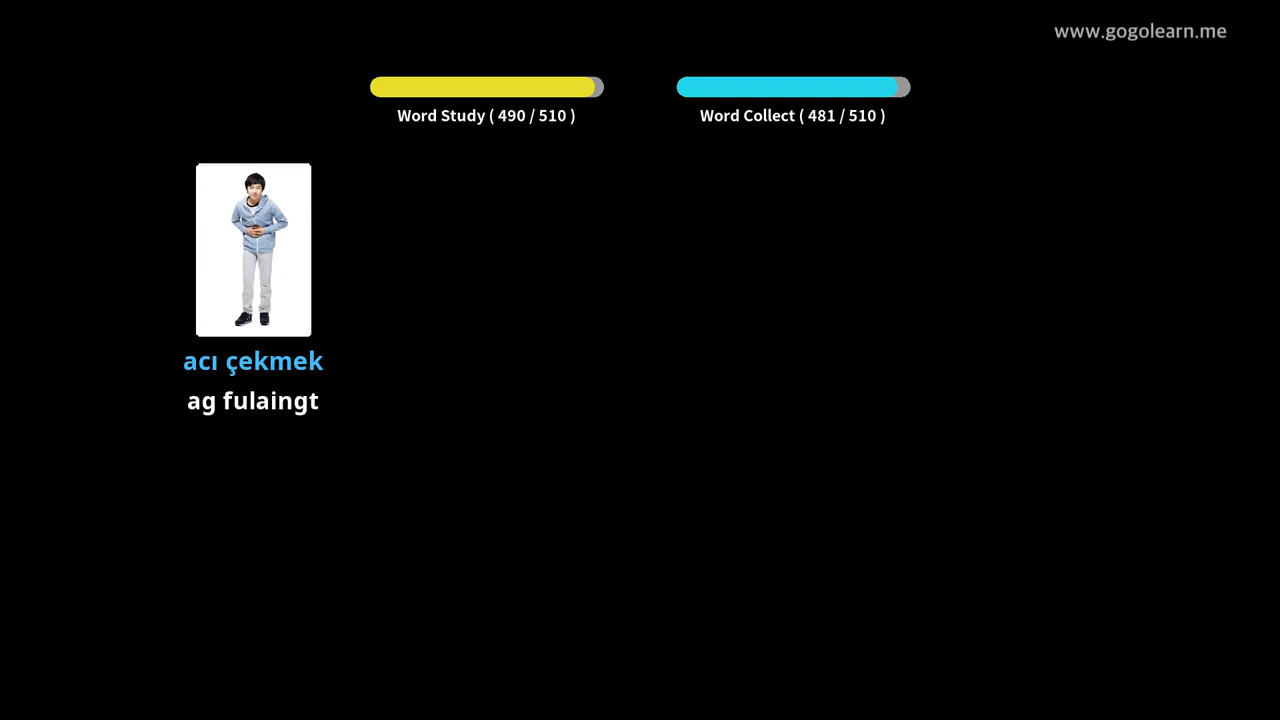 www.gogolearn.me
Word Study ( 490 / 510 )
Word Collect ( 481 / 510 )
acı çekmek
ag fulaingt